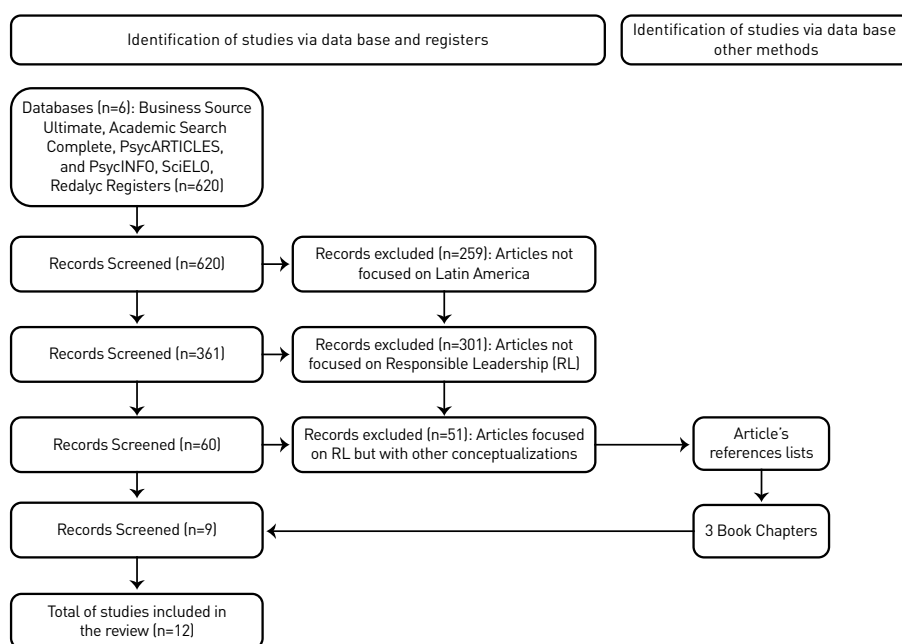 Identification of studies via data base and registers
Identification of studies via data base
other methods
Databases (n=6): Business Source
Ultimate, Academic Search
Complete, PsycARTICLES,
and PsycINFO, SciELO,
Redalyc Registers (n=620)
Records Screened (n=620)
Records excluded (n=259): Articles not
focused on Latin America
Records Screened (n=361)
Records excluded (n=301): Articles not
focused on Responsible Leadership (RL)
Records Screened (n=60)
Records excluded (n=51): Articles focused
on RL but with other conceptualizations
Article's
references lists
Records Screened (n=9)
3 Book Chapters
Total of studies included in
the review (n=12)